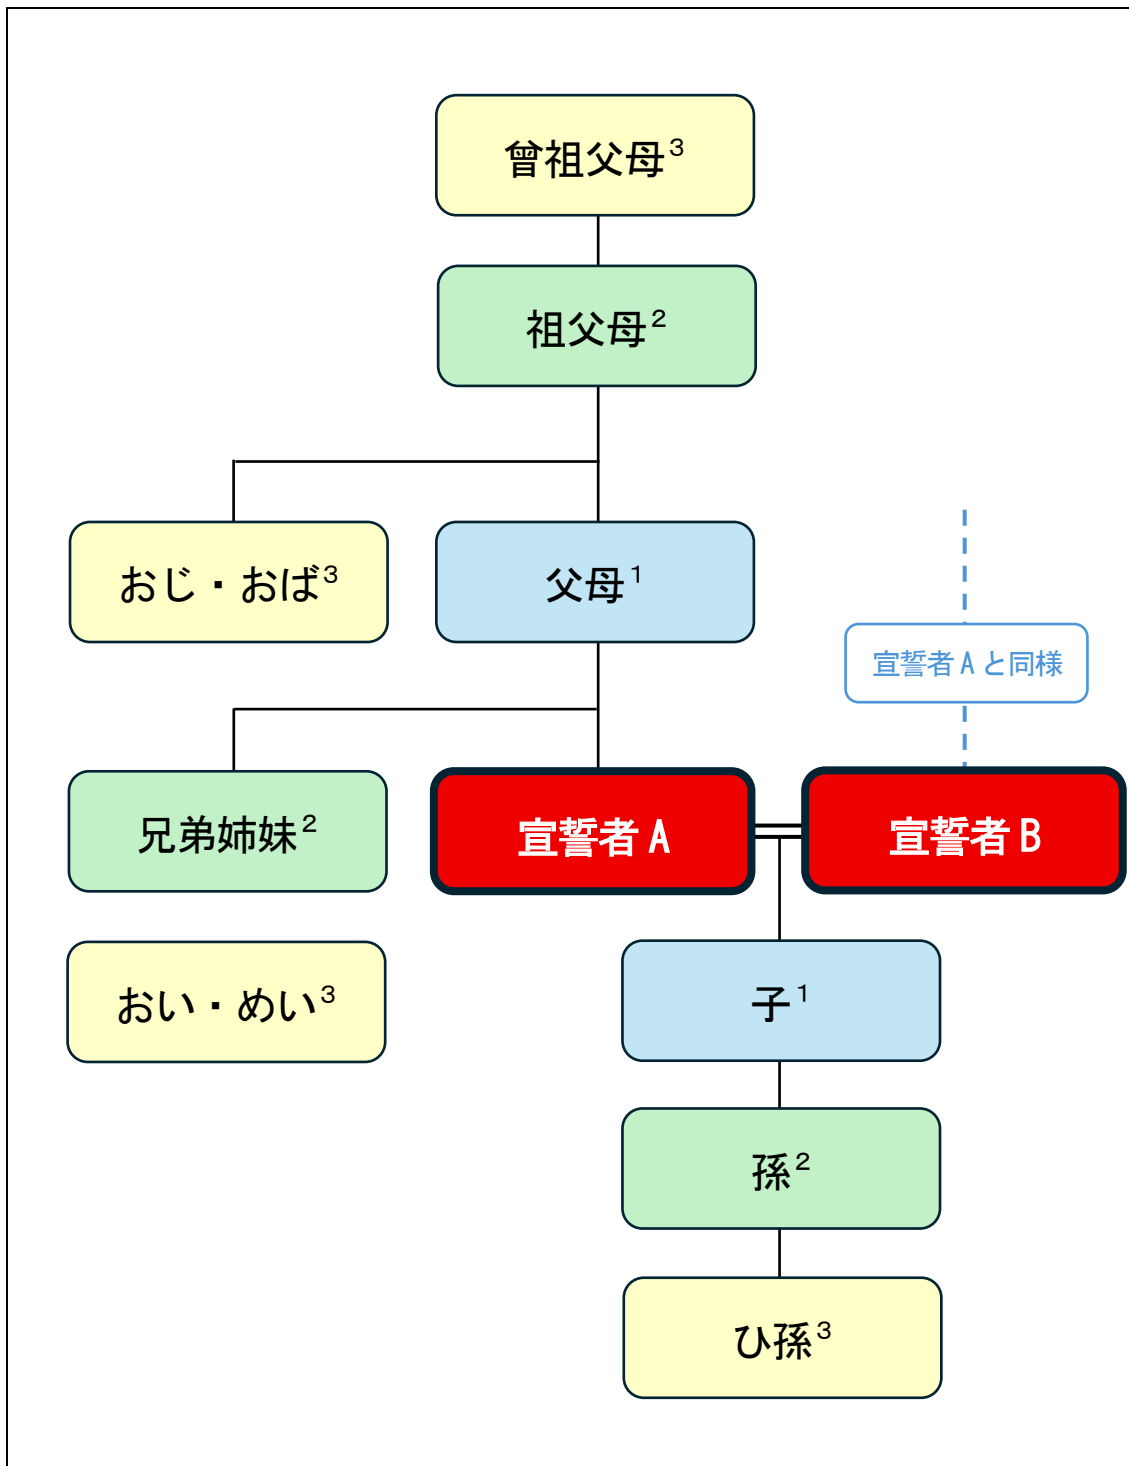 曾祖父母³
祖父母²
おじ・おば³
父母¹
宣誓者Aと同様
兄弟姉妹²
宣誓者A
宣誓者B
おい・めい³
子¹
孫²
ひ孫³